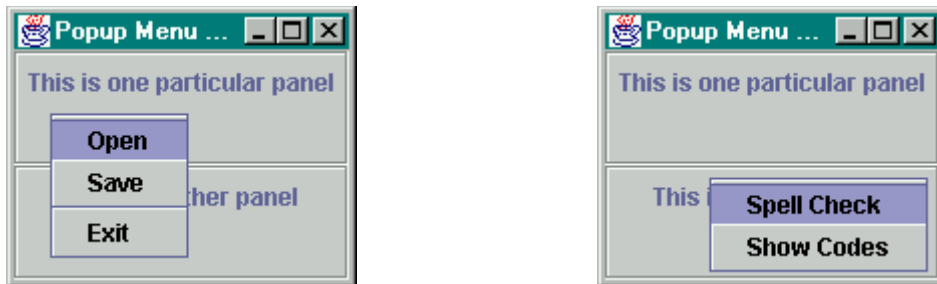 Popup Menu ...
This is one particular panel
Open
Save
ther panel
Exit
Popup Menu ...
This is one particular panel
This i
Spell Check
Show Codes